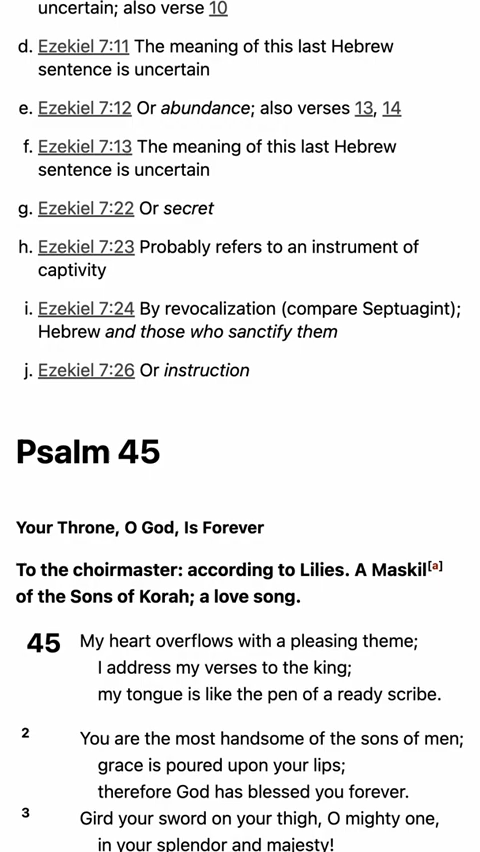 uncertain; also verse 10
d. Ezekiel 7:11 The meaning of this last Hebrew
sentence is uncertain
e. Ezekiel 7:12 Or abundance; also verses 13, 14
f. Ezekiel 7:13 The meaning of this last Hebrew
sentence is uncertain
g. Ezekiel 7:22 Or secret
h. Ezekiel 7:23 Probably refers to an instrument of
captivity
i. Ezekiel 7:24 By revocalization (compare Septuagint);
Hebrew and those who sanctify them
j. Ezekiel 7:26 Or instruction
Psalm 45
Your Throne, O God, Is Forever
To the choirmaster: according to Lilies. A Maskil[a]
of the Sons of Korah; a love song.
45 My heart overflows with a pleasing theme;
I address my verses to the king;
my tongue is like the pen of a ready scribe.
2 You are the most handsome of the sons of men;
grace is poured upon your lips;
therefore God has blessed you forever.
3 Gird your sword on your thigh, O mighty one,
in your splendor and majesty!